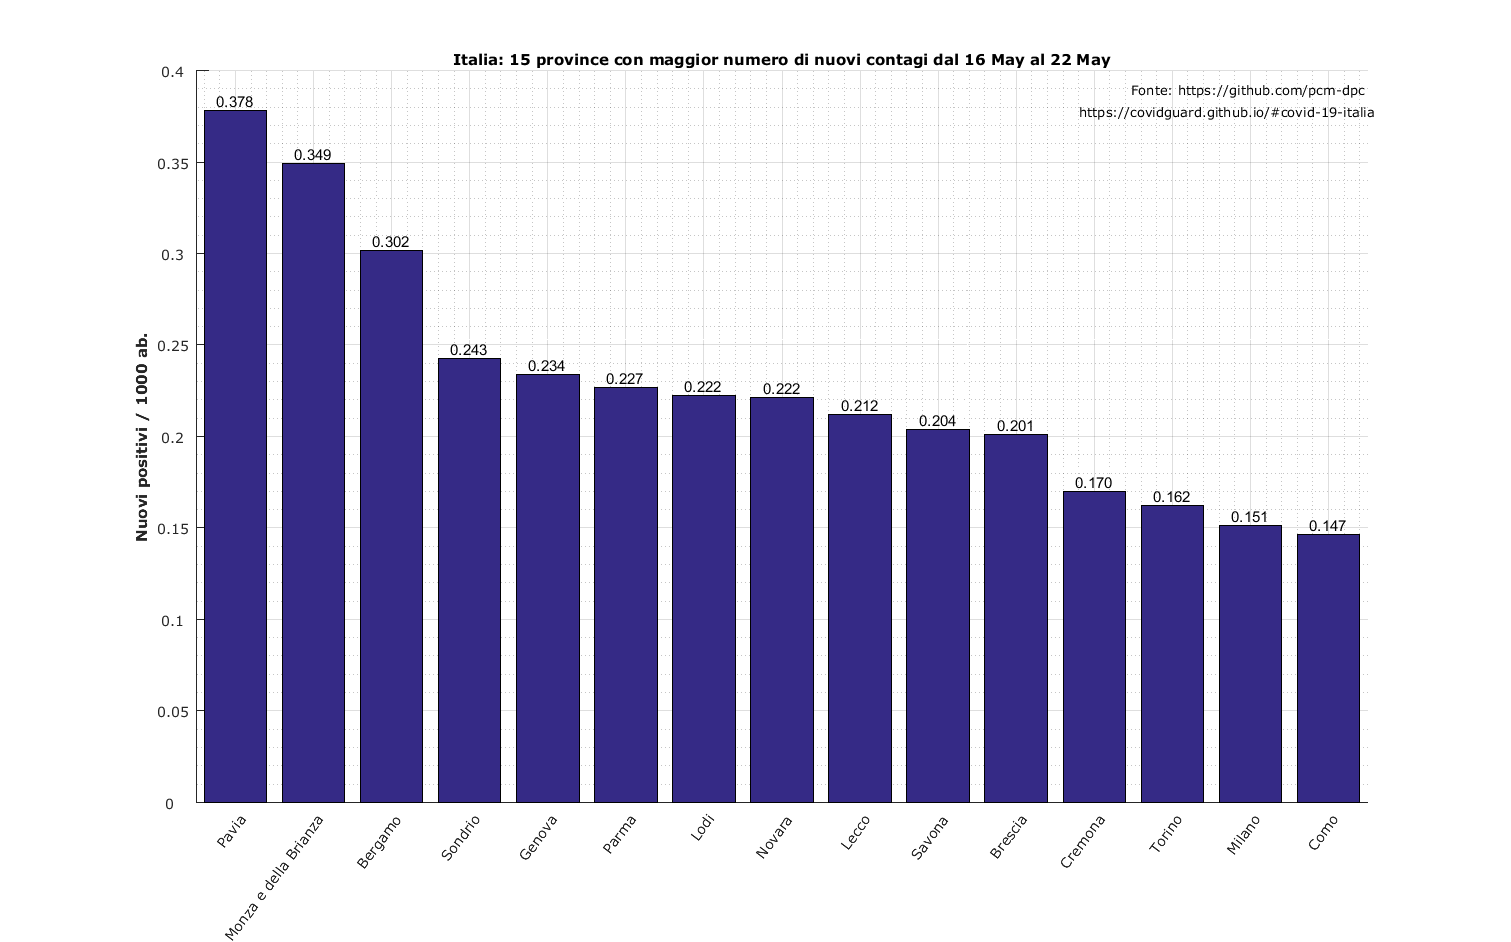 Italia: 15 province con maggior numero di nuovi contagi dal 16 May al 22 May
Fonte: https://github.com/pcm-dpc
https://covidguard.github.io/#covid-19-italia
Nuovi positivi / 1000 ab.
0.4
0.35
0.3
0.25
0.2
0.15
0.1
0.05
0
0.378
0.349
0.302
0.243
0.234
0.227
0.222
0.222
0.212
0.204
0.201
0.170
0.162
0.151
0.147
Pavia
Monza e della Brianza
Bergamo
Sondrio
Genova
Parma
Lodi
Novara
Lecco
Savona
Brescia
Cremona
Torino
Milano
Como